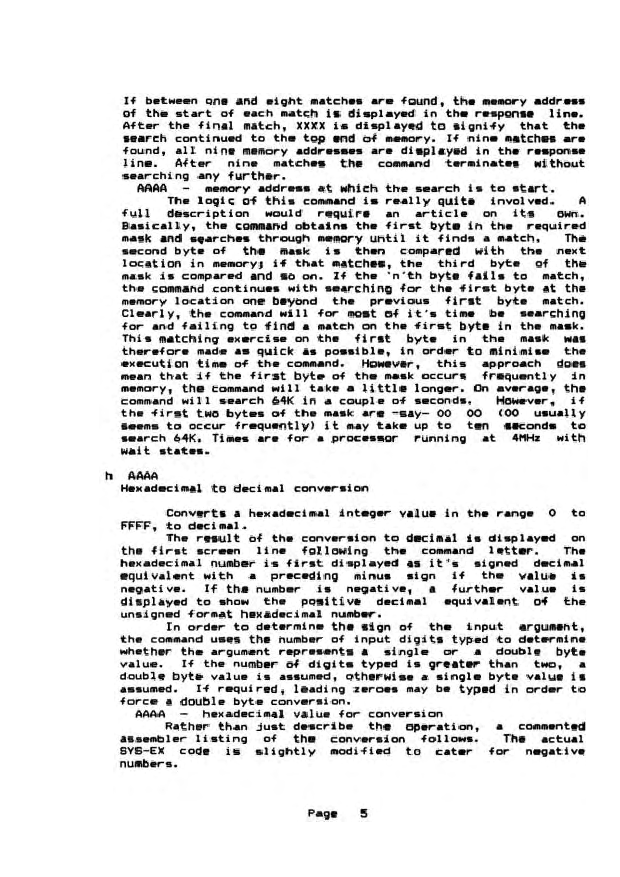 If between one and eight matches are found, the memory address
of the start of each match is displayed in the response line.
After the final match, XXXX is displayed to signify that the
search continued to the top end of memory. If nine matches are
found, all nine memory addresses are displayed in the response
line. After nine matches the command terminates without
searching any further.
AAAA - memory address at which the search is to start.
The logic of this command is really quite involved. A
full description would require an article on its own.
Basically, the command obtains the first byte in the required
mask and searches through memory until it finds a match. The
second byte of the mask is then compared with the next
location in memory; if that matches, the third byte of the
mask is compared and so on. If the 'n'th byte fails to match,
the command continues with searching for the first byte at the
memory location one beyond the previous first byte match.
Clearly, the command will for most of it's time be searching
for and failing to find a match on the first byte in the mask.
This matching exercise on the first byte in the mask was
therefore made as quick as possible, in order to minimise the
execution time of the command. However, this approach does
mean that if the first byte of the mask occurs frequently in
memory, the command will take a little longer. On average, the
command will search 64K in a couple of seconds. However, if
the first two bytes of the mask are -say- 00 00 (00 usually
seems to occur frequently) it may take up to ten seconds to
search 64K. Times are for a processor running at 4MHz with
wait states.
h AAAA
Hexadecimal to decimal conversion
Converts a hexadecimal integer value in the range 0 to
FFFF, to decimal.
The result of the conversion to decimal is displayed on
the first screen line following the command letter. The
hexadecimal number is first displayed as it's signed decimal
equivalent with a preceding minus sign if the value is
negative. If the number is negative, a further value is
displayed to show the positive decimal equivalent of the
unsigned format hexadecimal number.
In order to determine the sign of the input argument,
the command uses the number of input digits typed to determine
whether the argument represents a single or a double byte
value. If the number of digits typed is greater than two, a
double byte value is assumed, otherwise a single byte value is
assumed. If required, leading zeroes may be typed in order to
force a double byte conversion.
AAAA - hexadecimal value for conversion
Rather than just describe the operation, a commented
assembler listing of the conversion follows. The actual
SYS-EX code is slightly modified to cater for negative
numbers.
Page 5